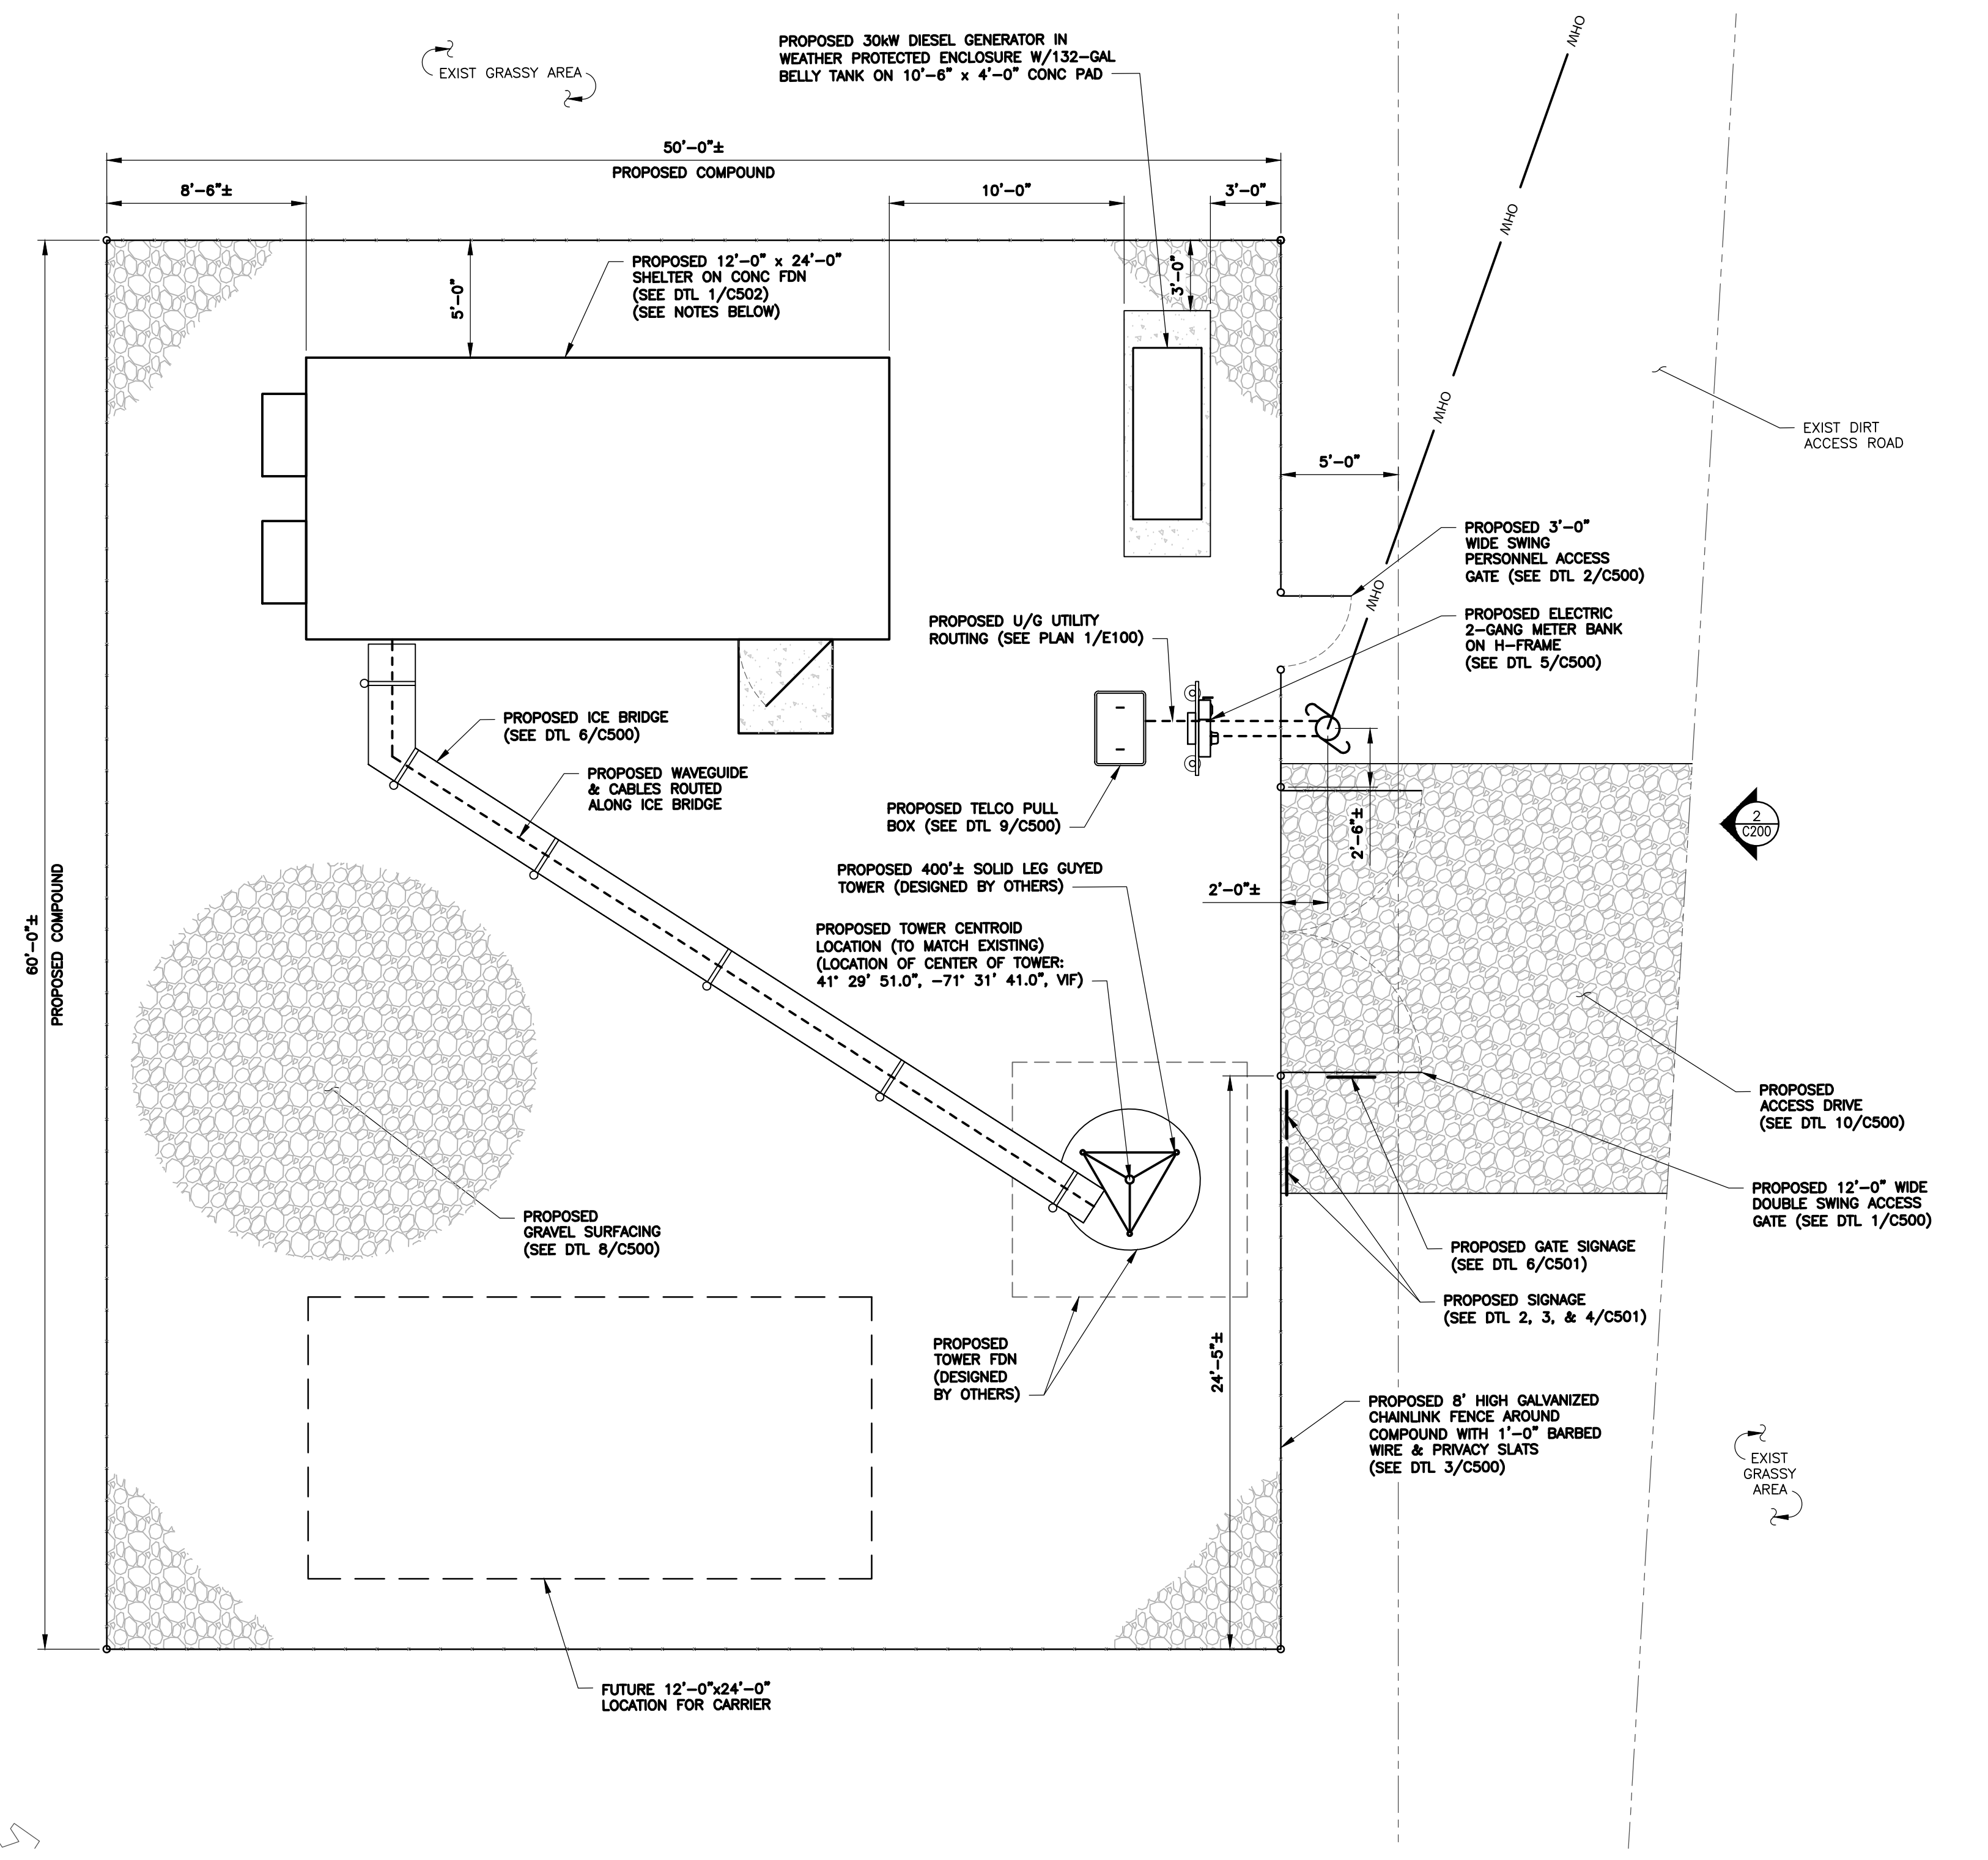 PROPOSED 30kW DIESEL GENERATOR IN
WEATHER PROTECTED ENCLOSURE W/132-GAL
BELLY TANK ON 10'-6" x 4'-0" CONC PAD
EXIST GRASSY AREA
50'-0"±
PROPOSED COMPOUND
8'-6"±
10'-0"
3'-0"
OHW
OHW
OHW
OHW
PROPOSED 12'-0" x 24'-0"
SHELTER ON CONC FDN
(SEE DTL 1/C502)
(SEE NOTES BELOW)
5'-0"
3'-0"
EXIST DIRT
ACCESS ROAD
5'-0"
PROPOSED 3'-0"
WIDE SWING
PERSONNEL ACCESS
GATE (SEE DTL 2/C500)
PROPOSED ELECTRIC
2-GANG METER BANK
ON H-FRAME
(SEE DTL 5/C500)
PROPOSED U/G UTILITY
ROUTING (SEE PLAN 1/E100)
PROPOSED ICE BRIDGE
(SEE DTL 6/C500)
PROPOSED WAVEGUIDE
& CABLES ROUTED
ALONG ICE BRIDGE
PROPOSED TELCO PULL
BOX (SEE DTL 9/C500)
2'-6"±
2
C200
PROPOSED 400'± SOLID LEG GUYED
TOWER (DESIGNED BY OTHERS)
2'-0"±
PROPOSED TOWER CENTROID
LOCATION (TO MATCH EXISTING)
(LOCATION OF CENTER OF TOWER:
41° 29' 51.0", -71° 31' 41.0", VIF)
60'-0"±
PROPOSED COMPOUND
PROPOSED
ACCESS DRIVE
(SEE DTL 10/C500)
PROPOSED 12'-0" WIDE
DOUBLE SWING ACCESS
GATE (SEE DTL 1/C500)
PROPOSED
GRAVEL SURFACING
(SEE DTL 8/C500)
PROPOSED GATE SIGNAGE
(SEE DTL 6/C501)
PROPOSED SIGNAGE
(SEE DTL 2, 3, & 4/C501)
PROPOSED
TOWER FDN
(DESIGNED
BY OTHERS)
24'-5"±
PROPOSED 8' HIGH GALVANIZED
CHAINLINK FENCE AROUND
COMPOUND WITH 1'-0" BARBED
WIRE & PRIVACY SLATS
(SEE DTL 3/C500)
EXIST
GRASSY
AREA
FUTURE 12'-0"x24'-0"
LOCATION FOR CARRIER